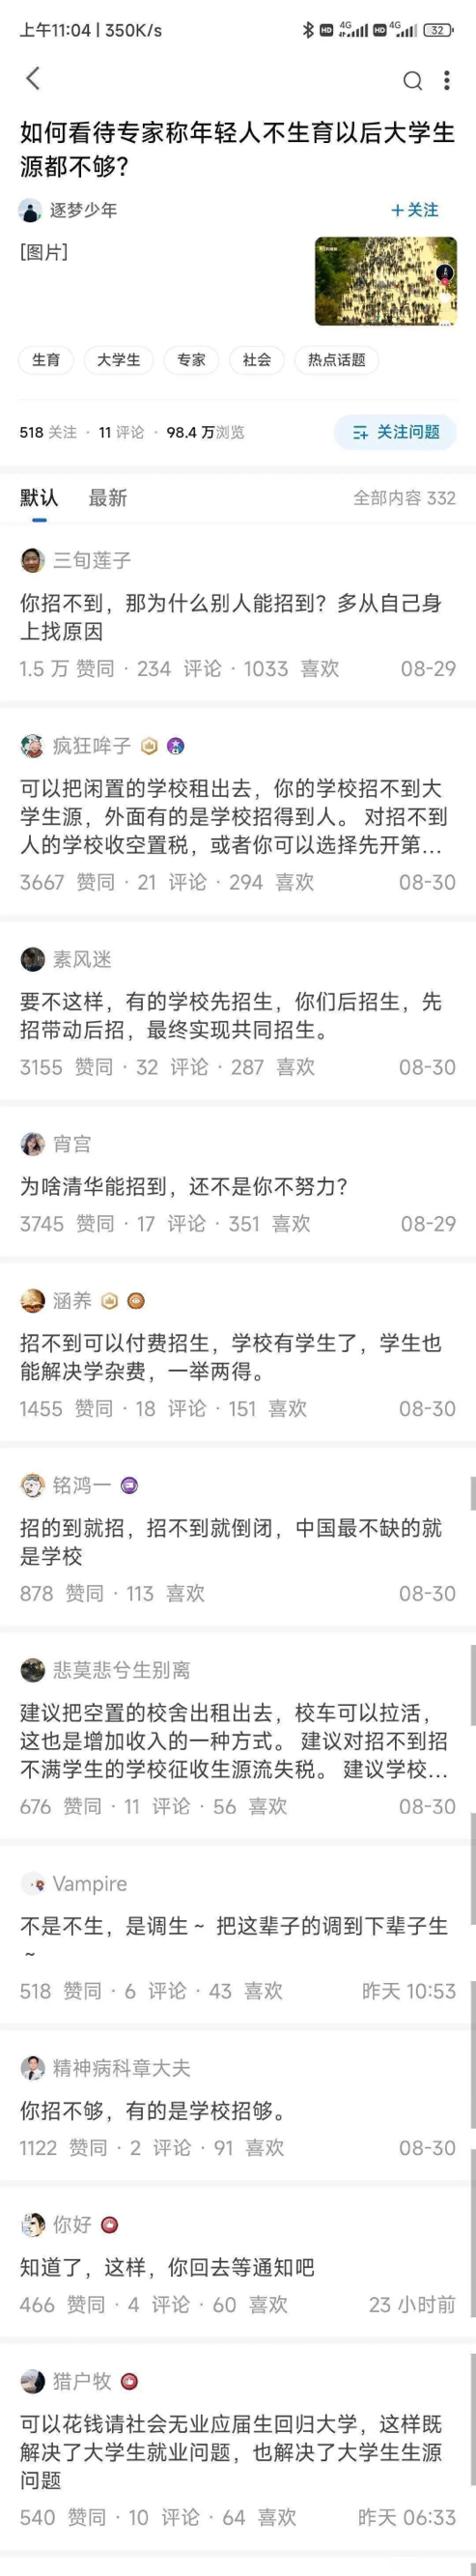 上午11:04 | 350K/s
HD 4G HD 4G 32
如何看待专家称年轻人不生育以后大学生
源都不够？
逐梦少年
＋关注
[图片]
生育 大学生 专家 社会 热点话题
518 关注 · 11 评论 · 98.4 万浏览
关注问题
默认 最新 全部内容 332
三旬莲子
你招不到，那为什么别人能招到？多从自己身
上找原因
1.5 万 赞同 · 234 评论 · 1033 喜欢 08-29
疯狂哞子
可以把闲置的学校租出去，你的学校招不到大
学生源，外面有的是学校招得到人。 对招不到
人的学校收空置税，或者你可以选择先开第...
3667 赞同 · 21 评论 · 294 喜欢 08-30
素风迷
要不这样，有的学校先招生，你们后招生，先
招带动后招，最终实现共同招生。
3155 赞同 · 32 评论 · 287 喜欢 08-30
宵宫
为啥清华能招到，还不是你不努力？
3745 赞同 · 17 评论 · 351 喜欢 08-29
涵养
招不到可以付费招生，学校有学生了，学生也
能解决学杂费，一举两得。
1455 赞同 · 18 评论 · 151 喜欢 08-30
铭鸿一
招的到就招，招不到就倒闭，中国最不缺的就
是学校
878 赞同 · 113 喜欢 08-30
悲莫悲兮生别离
建议把空置的校舍出租出去，校车可以拉活，
这也是增加收入的一种方式。 建议对招不到招
不满学生的学校征收生源流失税。 建议学校...
676 赞同 · 11 评论 · 56 喜欢 08-30
Vampire
不是不生，是调生～ 把这辈子的调到下辈子生
～
518 赞同 · 6 评论 · 43 喜欢 昨天 10:53
精神病科章大夫
你招不够，有的是学校招够。
1122 赞同 · 2 评论 · 91 喜欢 08-30
你好
知道了，这样，你回去等通知吧
466 赞同 · 4 评论 · 60 喜欢 23 小时前
猎户牧
可以花钱请社会无业应届生回归大学，这样既
解决了大学生就业问题，也解决了大学生生源
问题
540 赞同 · 10 评论 · 64 喜欢 昨天 06:33